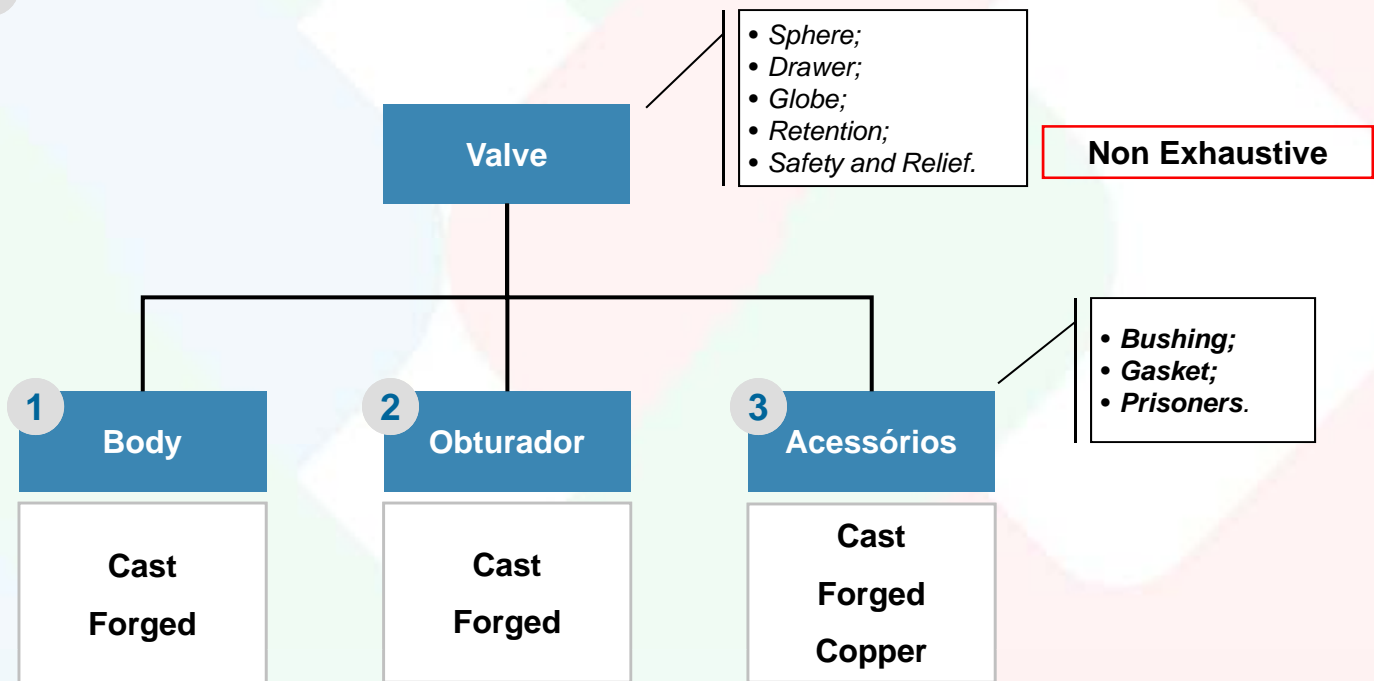 • Sphere;
• Drawer;
• Globe;
• Retention;
• Safety and Relief.
Valve
Non Exhaustive
• Bushing;
• Gasket;
• Prisoners.
1
Body
2
Obturador
3
Acessórios
Cast
Forged
Cast
Forged
Cast
Forged
Copper